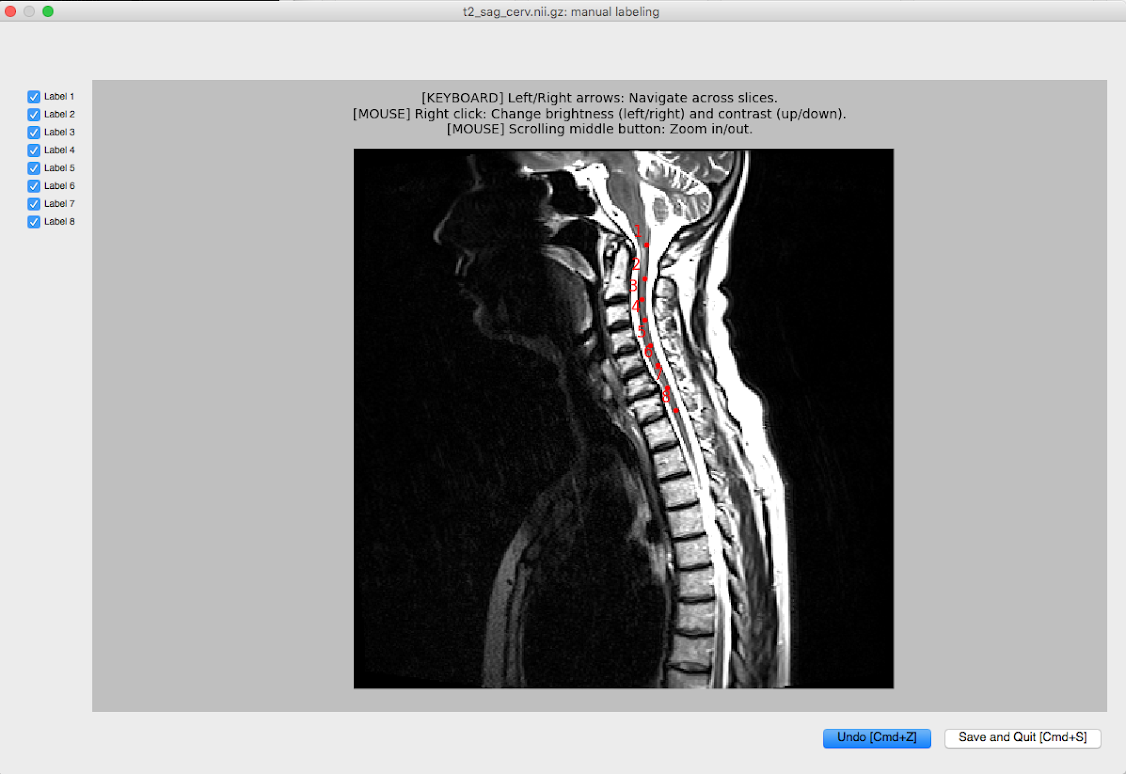 t2_sag_cerv.nii.gz: manual labeling
Label 1
Label 2
Label 3
Label 4
Label 5
Label 6
Label 7
Label 8
[KEYBOARD] Left/Right arrows: Navigate across slices.
[MOUSE] Right click: Change brightness (left/right) and contrast (up/down).
[MOUSE] Scrolling middle button: Zoom in/out.
1
2
3
4
5
6
7
8
Undo [Cmd+Z]
Save and Quit [Cmd+S]